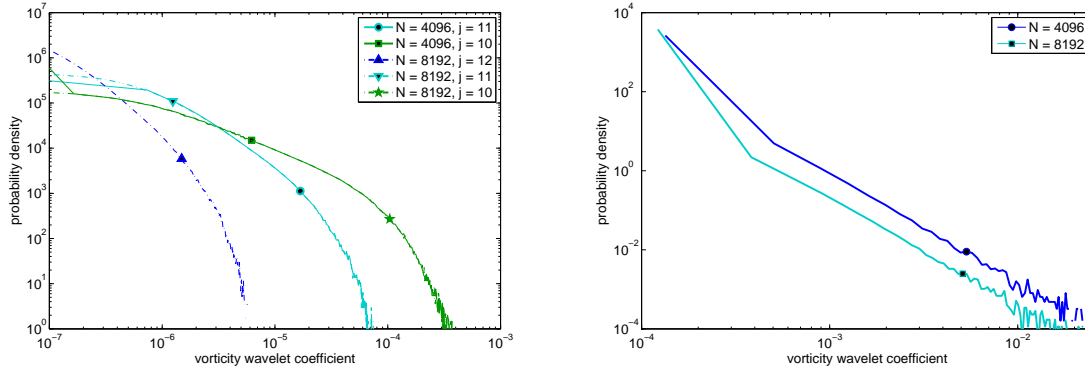 N = 4096, j = 11
N = 4096, j = 10
N = 8192, j = 12
N = 8192, j = 11
N = 8192, j = 10
10^7
10^6
10^5
10^4
10^3
10^2
10^1
10^0
probability density
10^-7
10^-6
10^-5
10^-4
10^-3
vorticity wavelet coefficient
N = 4096
N = 8192
10^4
10^2
10^0
10^-2
10^-4
probability density
10^-4
10^-3
10^-2
vorticity wavelet coefficient